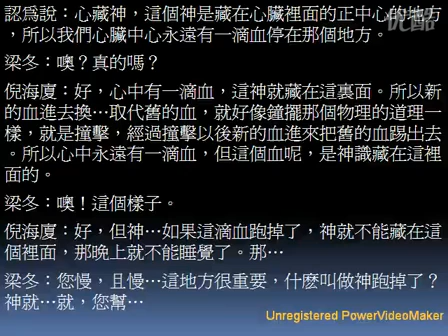 認為說：心藏神，這個神是藏在心臟裡面的正中心的地方
，所以我們心臟中心永遠有一滴血停在那個地方。
梁冬：噢？真的嗎？
倪海廈：好，心中有一滴血，這神就藏在這裏面。所以新
的血進去換…取代舊的血，就好像鐘擺那個物理的道理一
樣，就是撞擊，經過撞擊以後新的血進來把舊的血踢出去
。所以心中永遠有一滴血，但這個血呢，是神識藏在這裡
面的。
梁冬：噢！這個樣子。
倪海廈：好，但神…如果這滴血跑掉了，神就不能藏在這
個裡面，那晚上就不能睡覺了。那…
梁冬：您慢，且慢…這地方很重要，什麼叫做神跑掉了？
神就…就，您幫…
Unregistered PowerVideoMaker